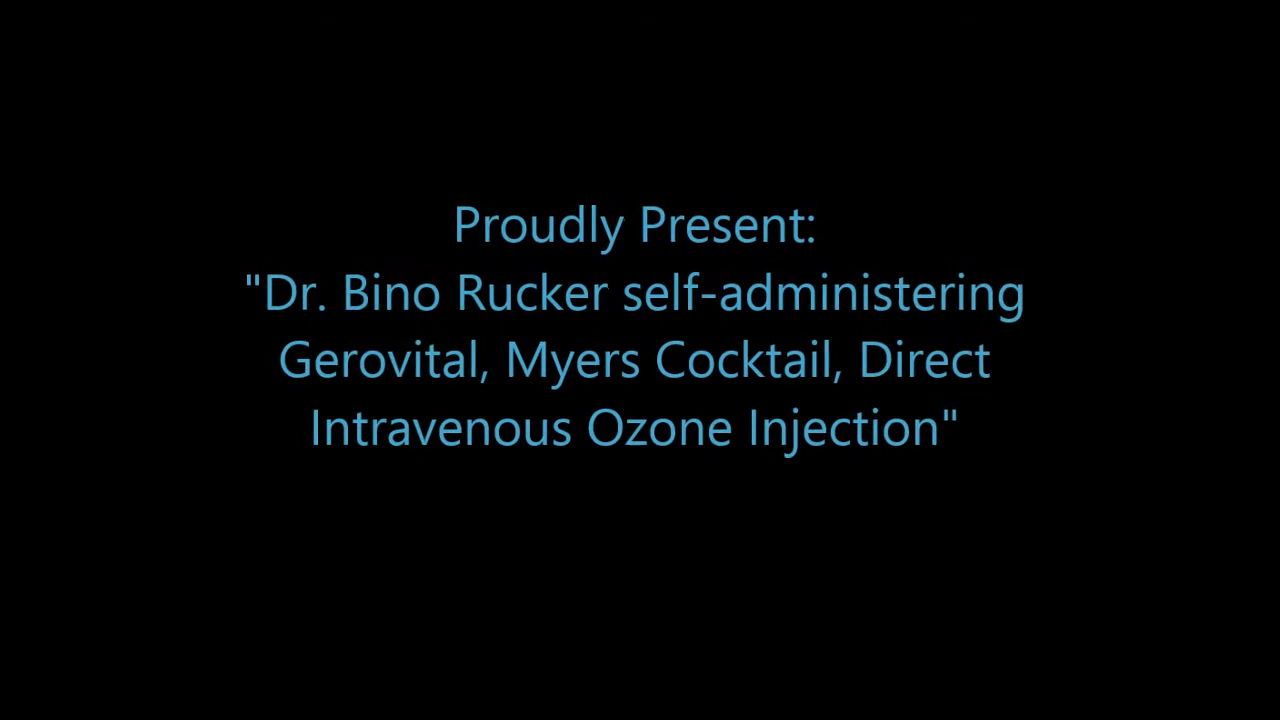 Proudly Present:
"Dr. Bino Rucker self-administering
Gerovital, Myers Cocktail, Direct
Intravenous Ozone Injection"